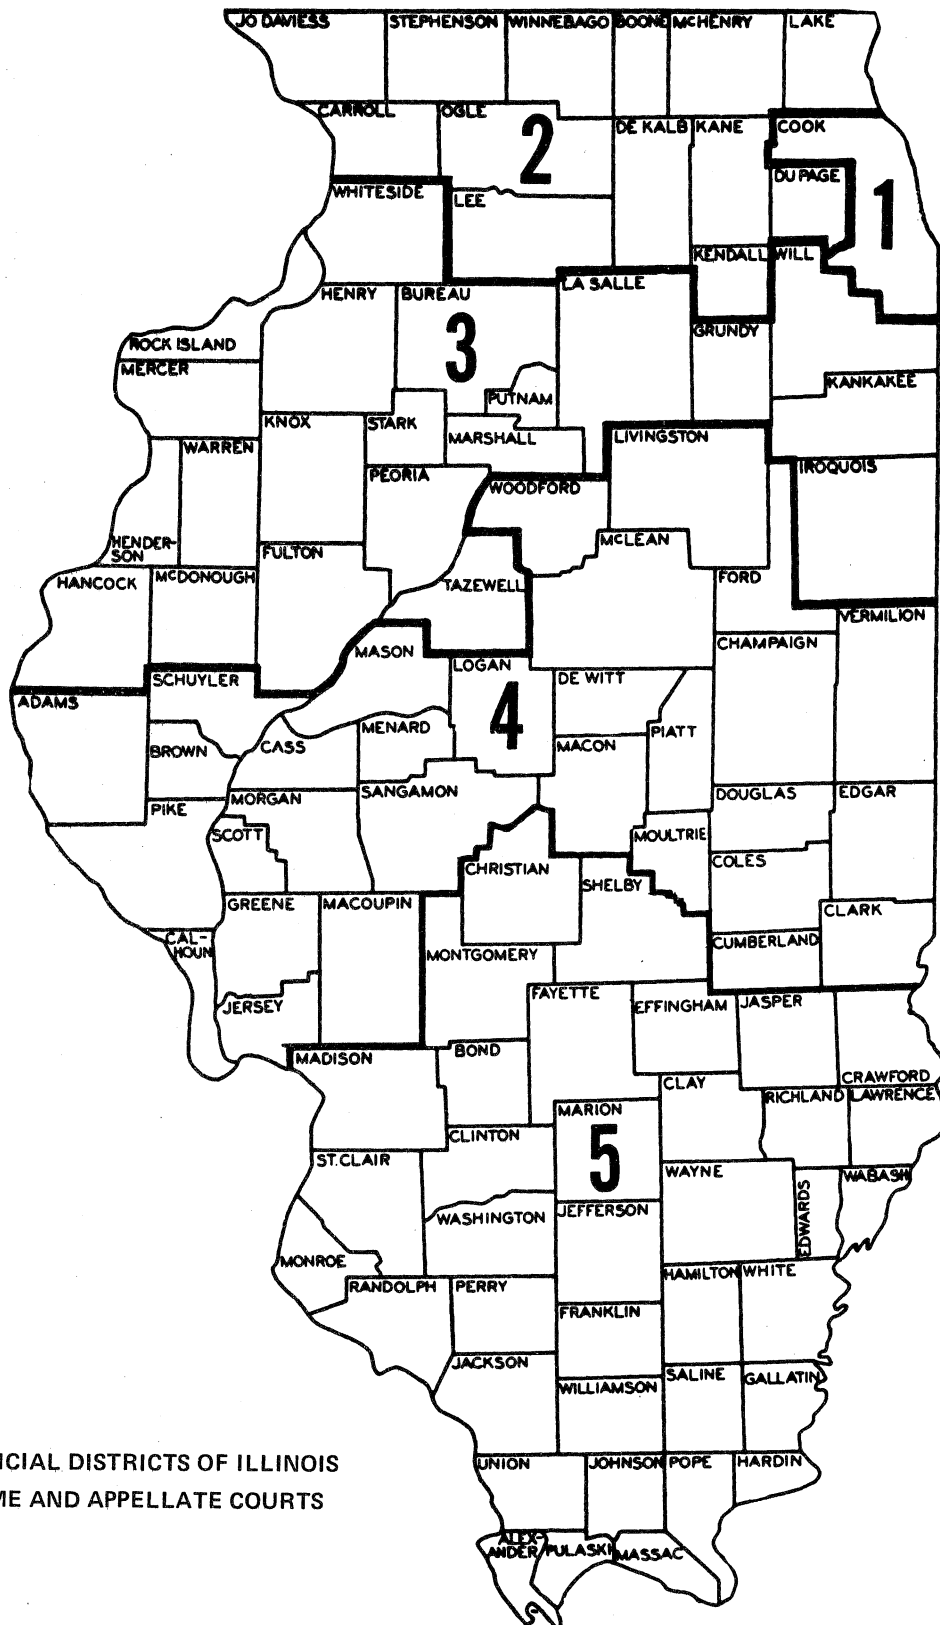 JO DAVIESS
STEPHENSON
WINNEBAGO
BOONE
McHENRY
LAKE
CARROLL
OGLE
2
DE KALB
KANE
COOK
WHITESIDE
LEE
DU PAGE
1
KENDALL
WILL
HENRY
BUREAU
LA SALLE
ROCK ISLAND
3
GRUNDY
MERCER
PUTNAM
KANKAKEE
KNOX
STARK
WARREN
MARSHALL
LIVINGSTON
PEORIA
WOODFORD
IROQUOIS
HENDER-
SON
FULTON
McLEAN
HANCOCK
McDONOUGH
TAZEWELL
FORD
VERMILION
MASON
CHAMPAIGN
SCHUYLER
LOGAN
DE WITT
ADAMS
4
BROWN
CASS
MENARD
MACON
PIATT
PIKE
MORGAN
SANGAMON
DOUGLAS
EDGAR
SCOTT
MOULTRIE
CHRISTIAN
SHELBY
COLES
GREENE
MACOUPIN
CLARK
CAL-
HOUN
MONTGOMERY
CUMBERLAND
JERSEY
FAYETTE
EFFINGHAM
JASPER
MADISON
BOND
CLAY
CRAWFORD
RICHLAND
LAWRENCE
MARION
CLINTON
5
ST. CLAIR
WAYNE
WABASH
EDWARDS
WASHINGTON
JEFFERSON
MONROE
RANDOLPH
PERRY
HAMILTON
WHITE
FRANKLIN
JACKSON
WILLIAMSON
SALINE
GALLATIN
ICIAL DISTRICTS OF ILLINOIS
ME AND APPELLATE COURTS
UNION
JOHNSON
POPE
HARDIN
ALEX-
ANDER
PULASKI
MASSAC